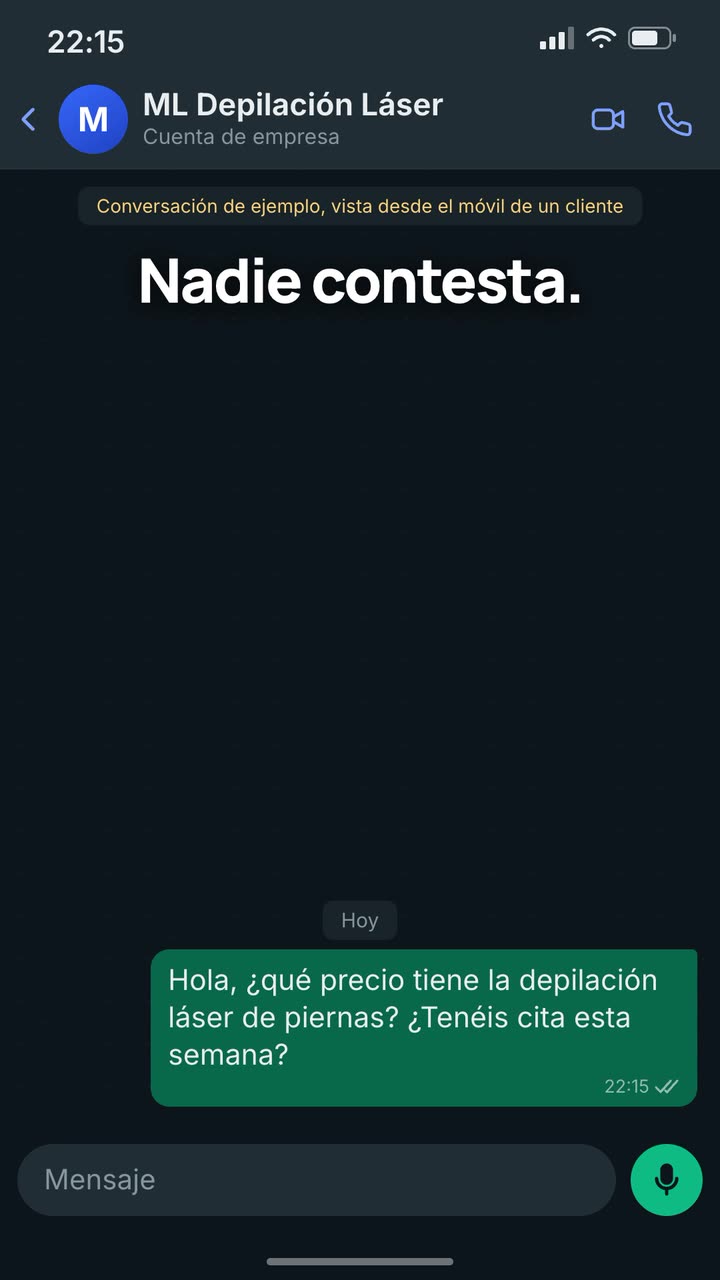 22:15
M
ML Depilación Láser
Cuenta de empresa
Conversación de ejemplo, vista desde el móvil de un cliente
Nadie contesta.
Hoy
Hola, ¿qué precio tiene la depilación
láser de piernas? ¿Tenéis cita esta
semana?
22:15
Mensaje